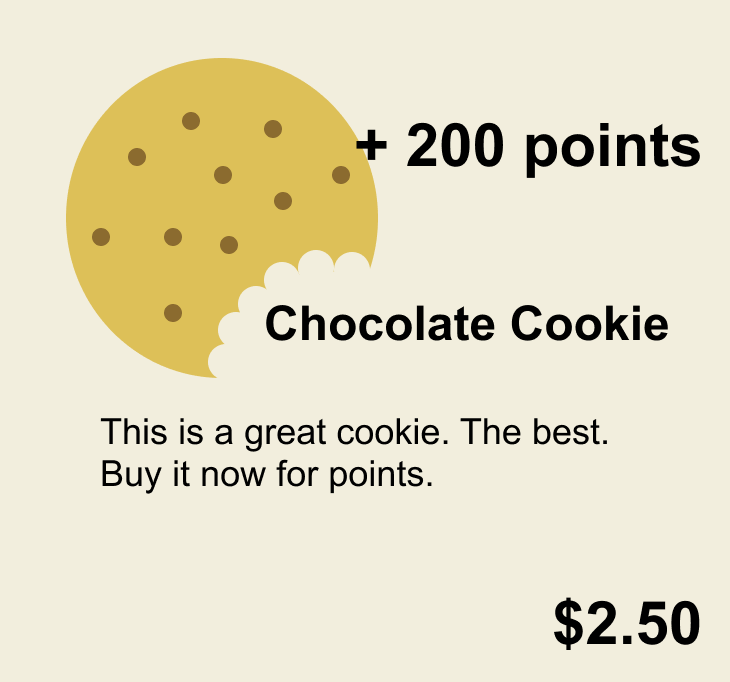 + 200 points
Chocolate Cookie
This is a great cookie. The best.
Buy it now for points.
$2.50